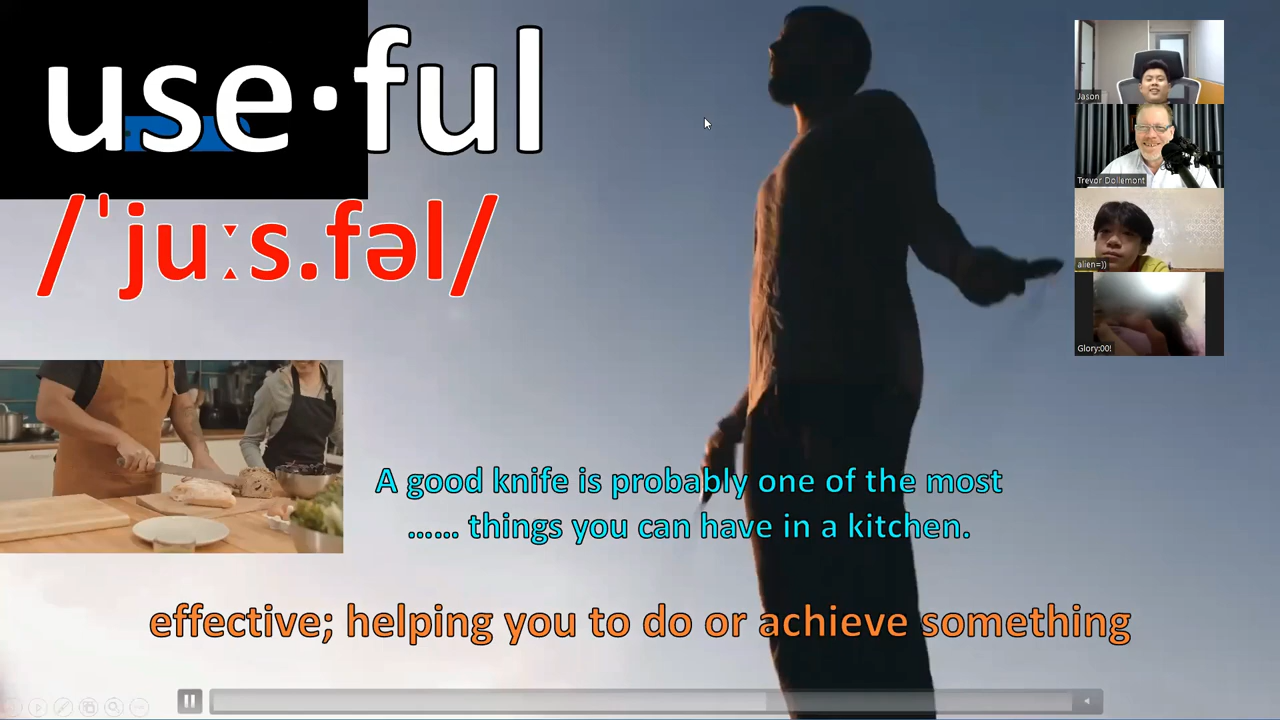 use·ful
/ˈjuːs.fəl/
A good knife is probably one of the most
...... things you can have in a kitchen.
effective; helping you to do or achieve something
Jason
Trevor Dollemont
alien=))
Glory:00!